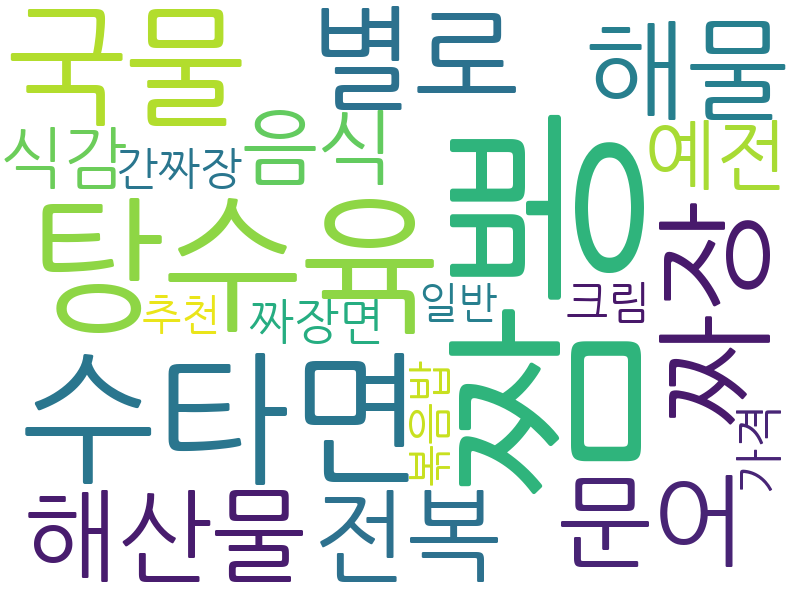 국물 별로 해물
식감 간짜장 음식 예전
탕수육 짬뽕 짜장
추천 짜장면 일반 크림
수타면 볶음밥 가격
해산물 전복 문어